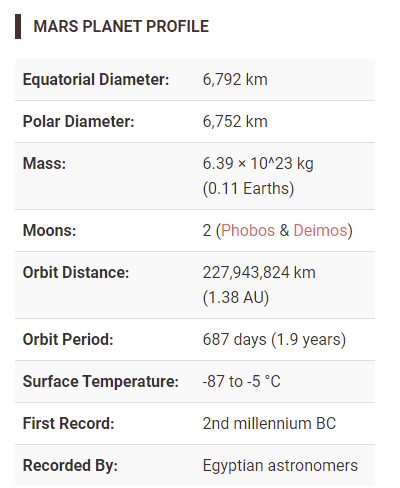 MARS PLANET PROFILE
Equatorial Diameter: 6,792 km
Polar Diameter: 6,752 km
Mass: 6.39 × 10^23 kg
(0.11 Earths)
Moons: 2 (Phobos & Deimos)
Orbit Distance: 227,943,824 km
(1.38 AU)
Orbit Period: 687 days (1.9 years)
Surface Temperature: -87 to -5 °C
First Record: 2nd millennium BC
Recorded By: Egyptian astronomers